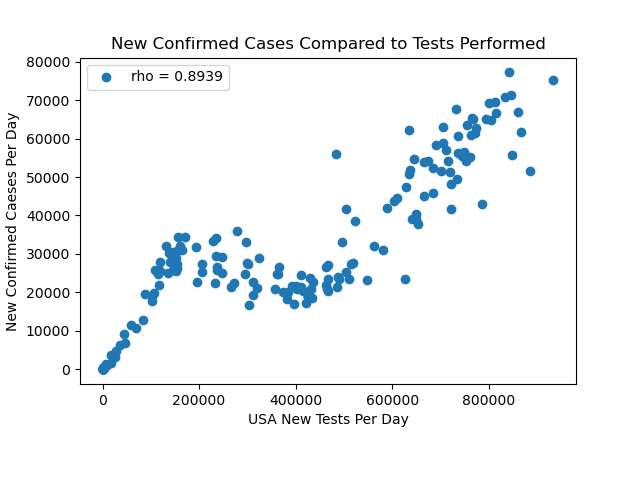 New Confirmed Cases Compared to Tests Performed
rho = 0.8939
80000
70000
60000
50000
40000
30000
20000
10000
0
New Confirmed Caeses Per Day
0 200000 400000 600000 800000
USA New Tests Per Day